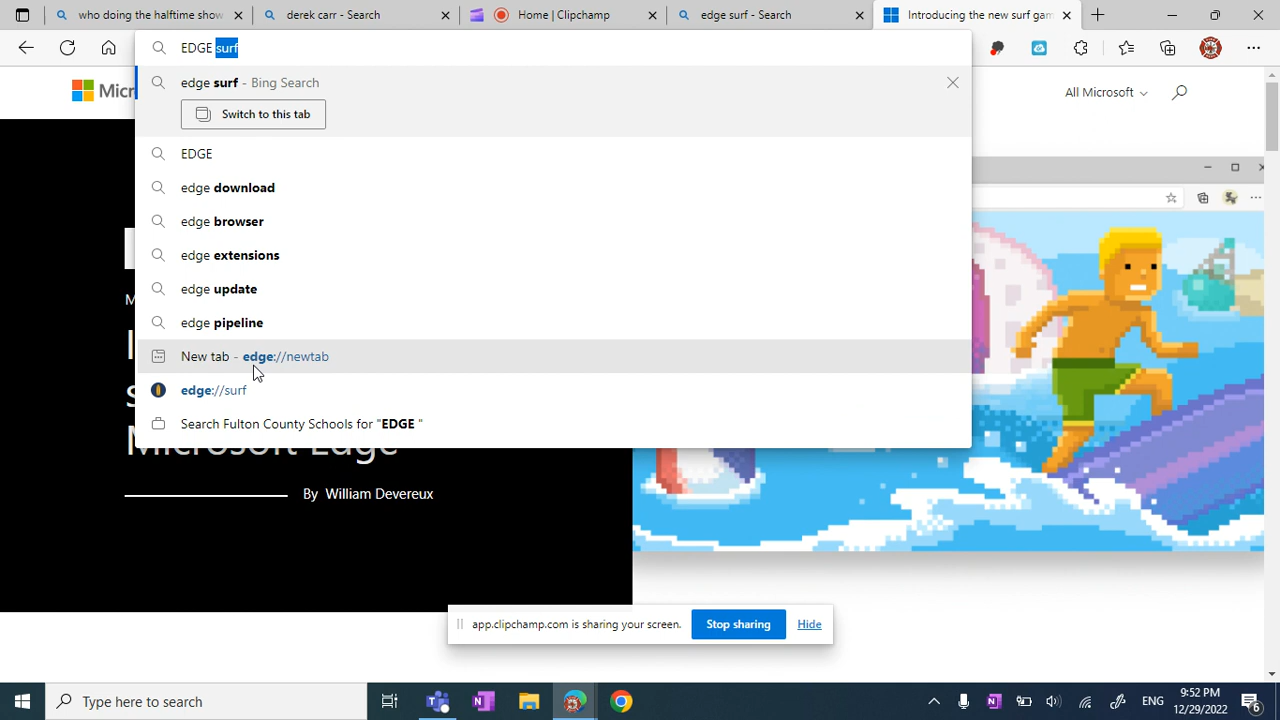 who doing the halftime show
derek carr - Search
Home | Clipchamp
edge surf - Search
Introducing the new surf gam
EDGE surf
edge surf - Bing Search
Switch to this tab
EDGE
edge download
edge browser
edge extensions
edge update
edge pipeline
New tab - edge://newtab
edge://surf
Search Fulton County Schools for "EDGE "
Micr
All Microsoft
Microsoft Edge
By William Devereux
app.clipchamp.com is sharing your screen.
Stop sharing
Hide
Type here to search
ENG
9:52 PM
12/29/2022
6